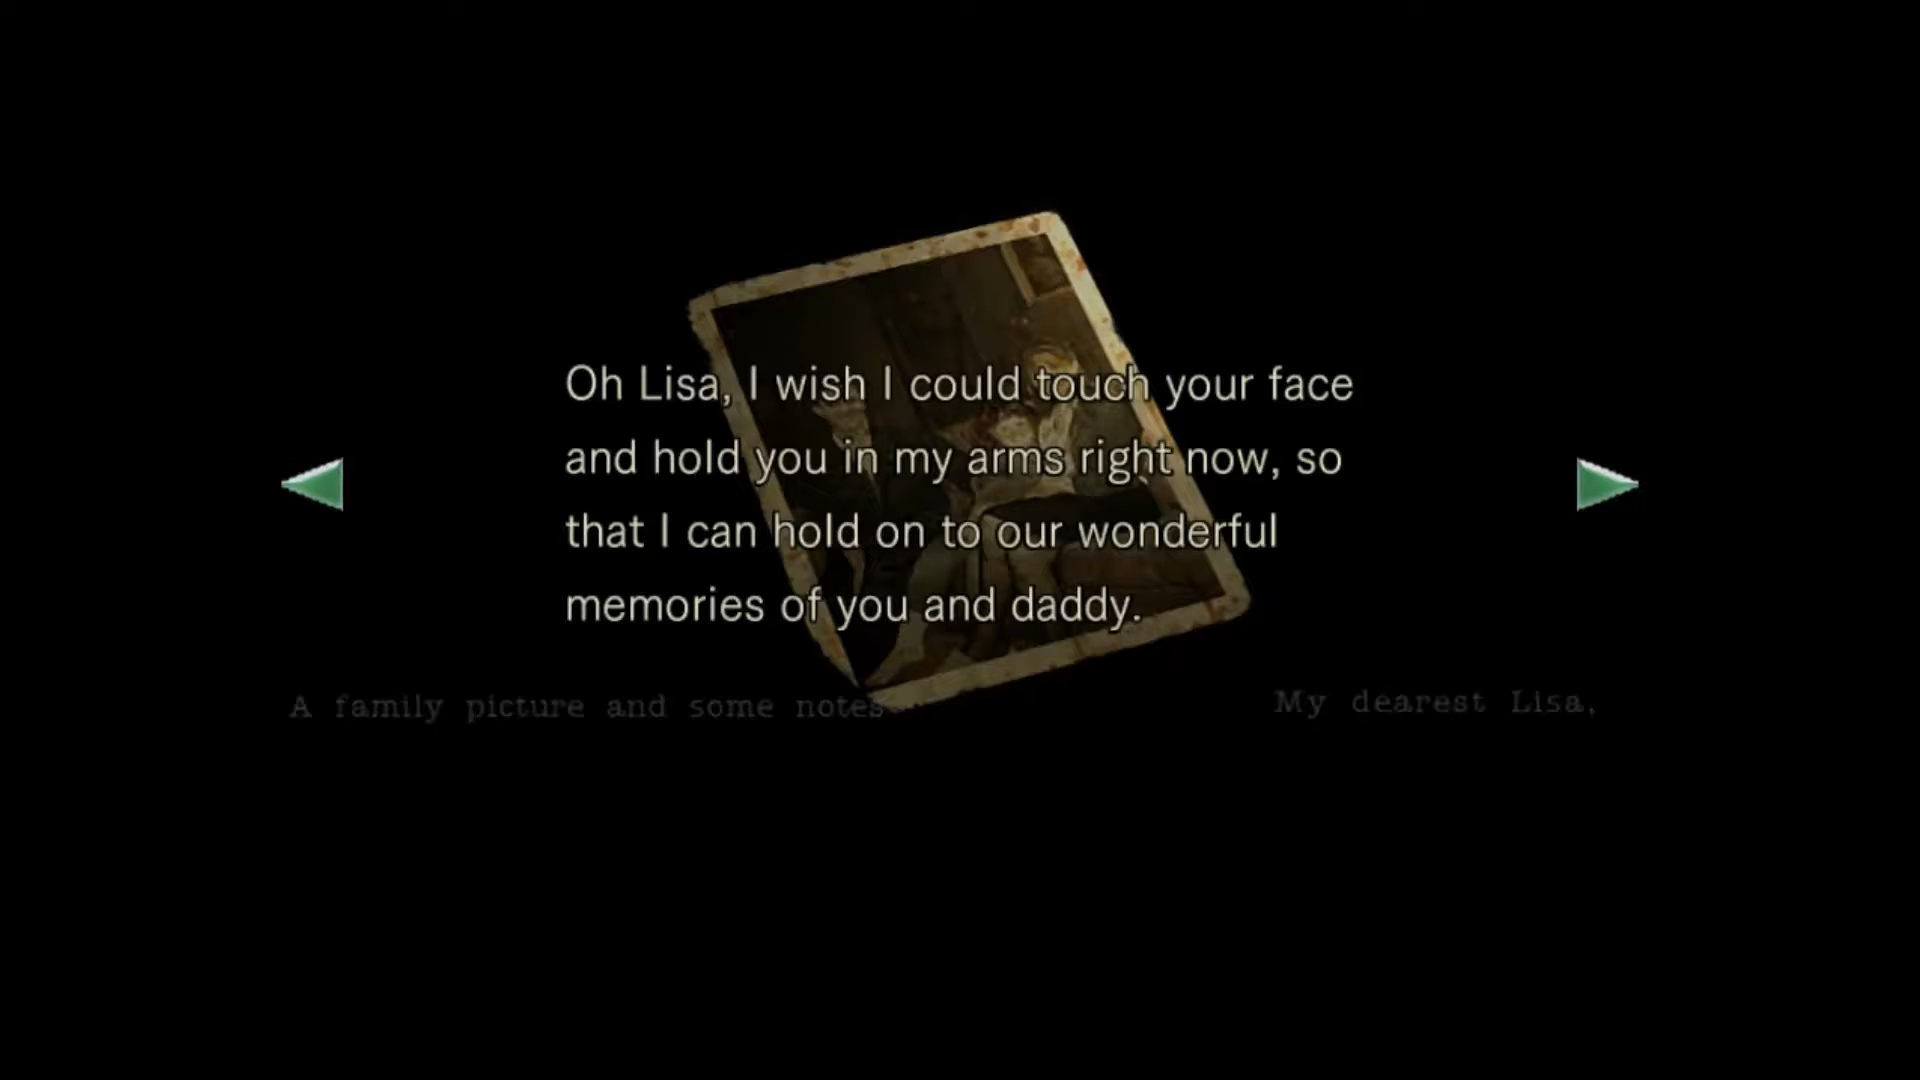 Oh Lisa, I wish I could touch your face
and hold you in my arms right now, so
that I can hold on to our wonderful
memories of you and daddy.
A family picture and some notes
My dearest Lisa,